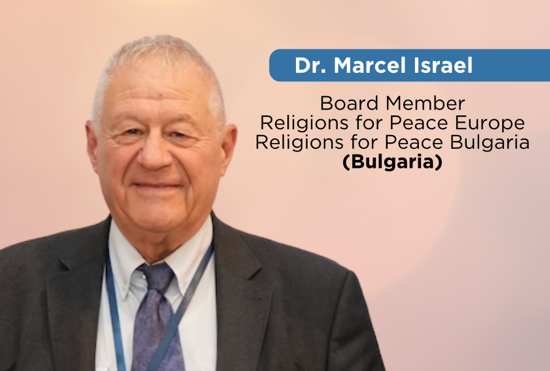 Dr. Marcel Israel
Board Member
Religions for Peace Europe
Religions for Peace Bulgaria
(Bulgaria)